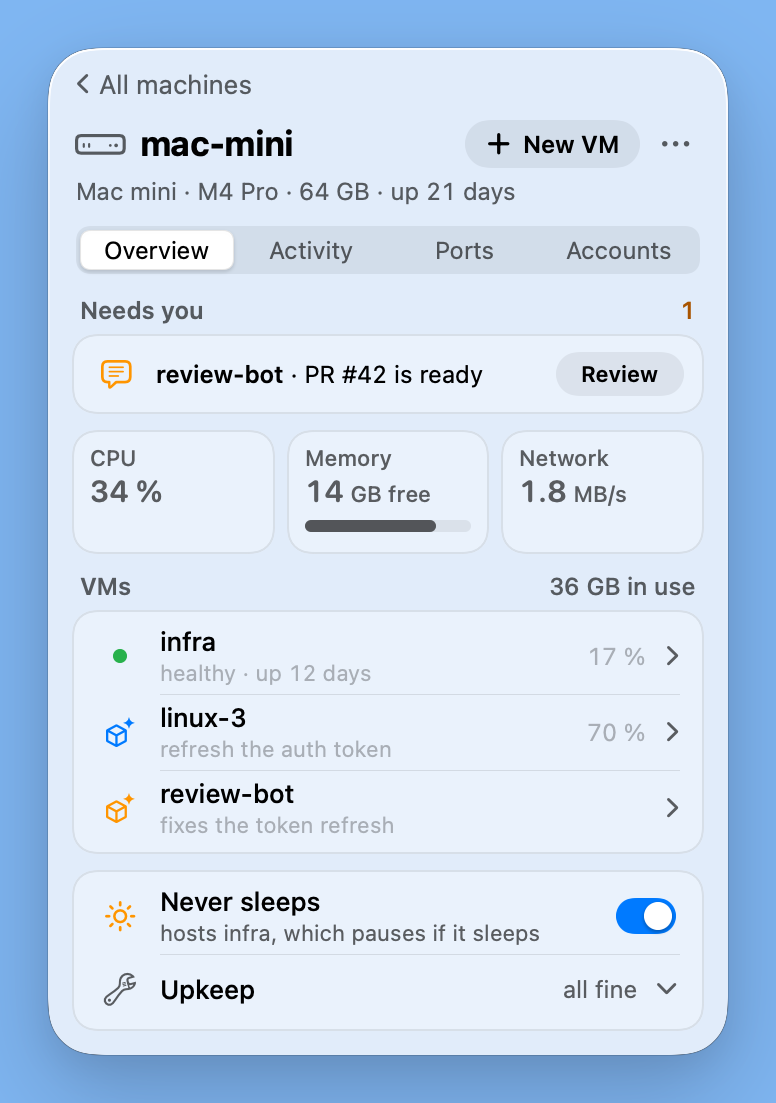 All machines
mac-mini
New VM
Mac mini · M4 Pro · 64 GB · up 21 days
Overview Activity Ports Accounts
Needs you 1
review-bot · PR #42 is ready Review
CPU Memory Network
34 % 14 GB free 1.8 MB/s
VMs 36 GB in use
infra 17 %
healthy · up 12 days
linux-3 70 %
refresh the auth token
review-bot
fixes the token refresh
Never sleeps
hosts infra, which pauses if it sleeps
Upkeep all fine